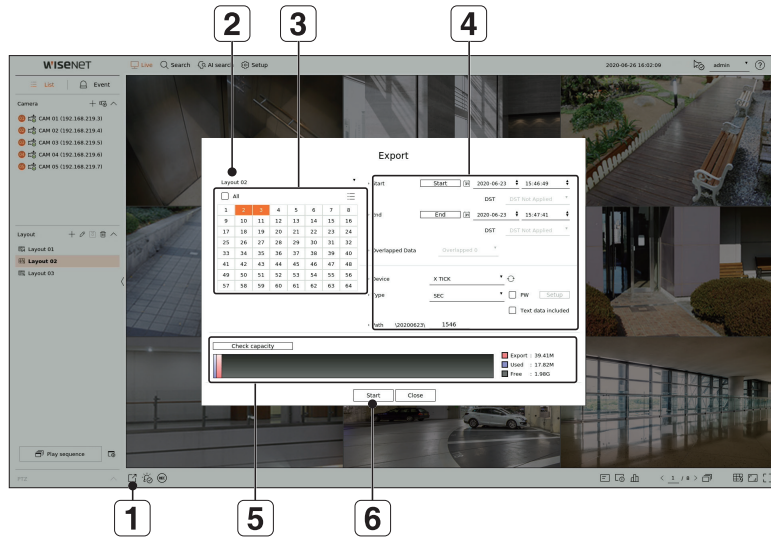 2 3 4
WISENET Live Search AI search Setup 2020-06-26 16:02:09 admin
List Event
Camera
CAM 01 (192.168.219.3)
CAM 02 (192.168.219.4)
CAM 03 (192.168.219.5)
CAM 04 (192.168.219.6)
CAM 05 (192.168.219.7)
Layout
Layout 01
Layout 02
Layout 03
Play sequence
PTZ
Export
Layout 02
All
1 2 3 4 5 6 7 8
9 10 11 12 13 14 15 16
17 18 19 20 21 22 23 24
25 26 27 28 29 30 31 32
33 34 35 36 37 38 39 40
41 42 43 44 45 46 47 48
49 50 51 52 53 54 55 56
57 58 59 60 61 62 63 64
Start Start 2020-06-23 15:46:49
DST DST Not Applied
End End 2020-06-23 15:47:41
DST DST Not Applied
Overlapped Data Overlapped 0
Device X TICK
Type SEC PW Setup
Text data included
Path \20200623\ 1546
Check capacity
Export : 39.41M
Used : 17.82M
Free : 1.98G
Start Close
1 / 8
1 5 6